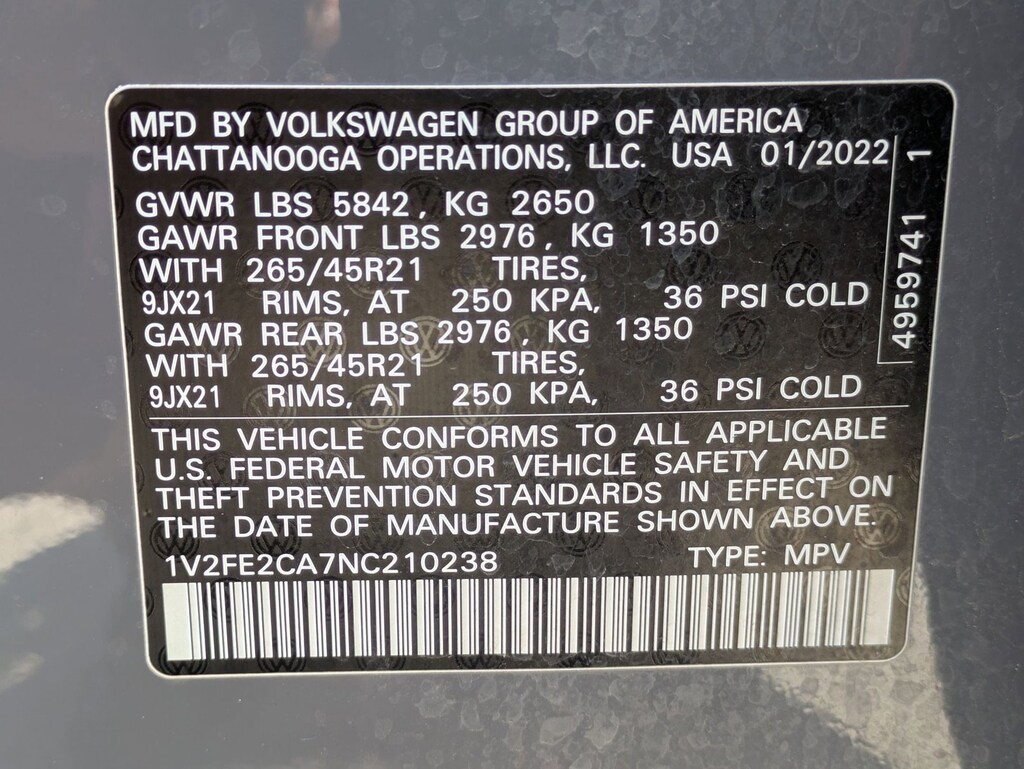 MFD BY VOLKSWAGEN GROUP OF AMERICA
CHATTANOOGA OPERATIONS, LLC. USA 01/2022
GVWR LBS 5842, KG 2650
GAWR FRONT LBS 2976, KG 1350
WITH 265/45R21 TIRES,
9JX21 RIMS, AT 250 KPA, 36 PSI COLD
GAWR REAR LBS 2976, KG 1350
WITH 265/45R21 TIRES,
9JX21 RIMS, AT 250 KPA, 36 PSI COLD
4959741 1
THIS VEHICLE CONFORMS TO ALL APPLICABLE
U.S. FEDERAL MOTOR VEHICLE SAFETY AND
THEFT PREVENTION STANDARDS IN EFFECT ON
THE DATE OF MANUFACTURE SHOWN ABOVE.
1V2FE2CA7NC210238 TYPE: MPV